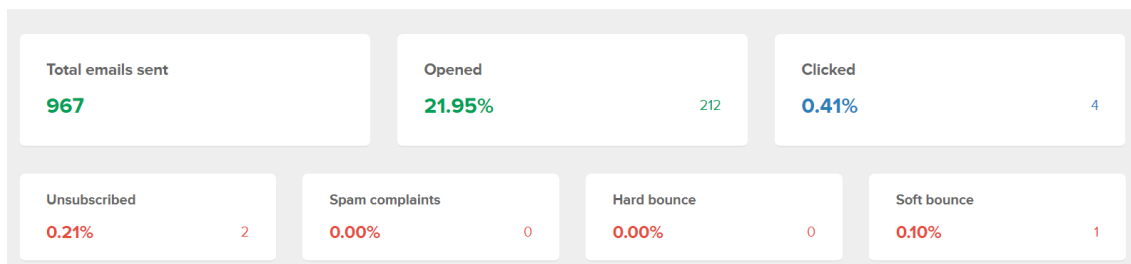 Total emails sent
967
Opened
21.95% 212
Clicked
0.41% 4
Unsubscribed
0.21% 2
Spam complaints
0.00% 0
Hard bounce
0.00% 0
Soft bounce
0.10% 1